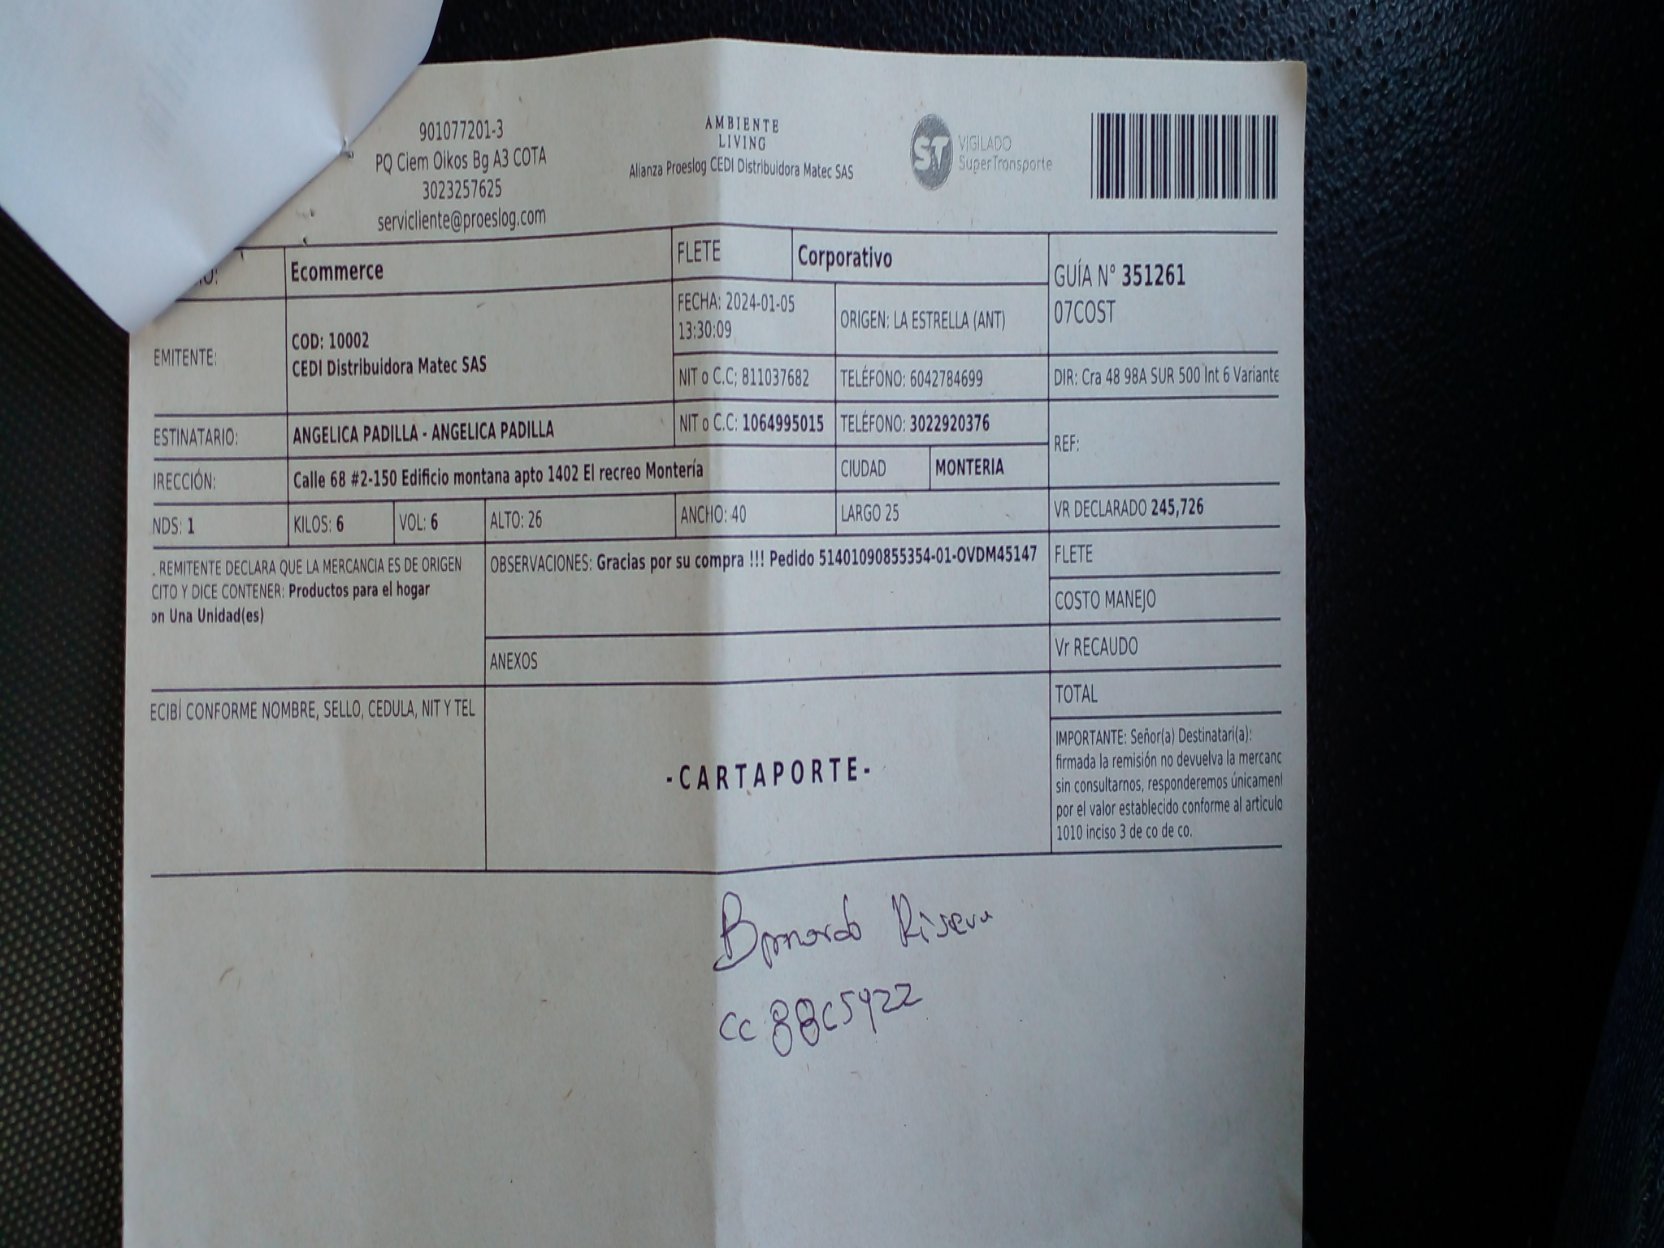 901077201-3
PQ Ciem Oikos Bg A3 COTA
3023257625
servicliente@proeslog.com
AMBIENTE
LIVING
Alianza Proeslog CEDI Distribuidora Matec SAS
ST
VIGILADO
SuperTransporte
Ecommerce
FLETE
Corporativo
GUÍA N° 351261
07COST
EMITENTE:
COD: 10002
CEDI Distribuidora Matec SAS
FECHA: 2024-01-05
13:30:09
ORIGEN: LA ESTRELLA (ANT)
NIT o C.C; 811037682
TELÉFONO: 6042784699
DIR: Cra 48 98A SUR 500 Int 6 Variante
ESTINATARIO:
ANGELICA PADILLA - ANGELICA PADILLA
NIT o C.C: 1064995015
TELÉFONO: 3022920376
REF:
IRECCIÓN:
Calle 68 #2-150 Edificio montana apto 1402 El recreo Montería
CIUDAD
MONTERIA
NDS: 1
KILOS: 6
VOL: 6
ALTO: 26
ANCHO: 40
LARGO 25
VR DECLARADO 245,726
. REMITENTE DECLARA QUE LA MERCANCIA ES DE ORIGEN
CITO Y DICE CONTENER: Productos para el hogar
on Una Unidad(es)
OBSERVACIONES: Gracias por su compra !!! Pedido 51401090855354-01-OVDM45147
FLETE
COSTO MANEJO
ANEXOS
Vr RECAUDO
TOTAL
ECIBÍ CONFORME NOMBRE, SELLO, CEDULA, NIT Y TEL
-CARTAPORTE-
IMPORTANTE: Señor(a) Destinatari(a):
firmada la remisión no devuelva la mercanc
sin consultarnos, responderemos únicament
por el valor establecido conforme al articulo
1010 inciso 3 de co de co.
Bernardo
cc